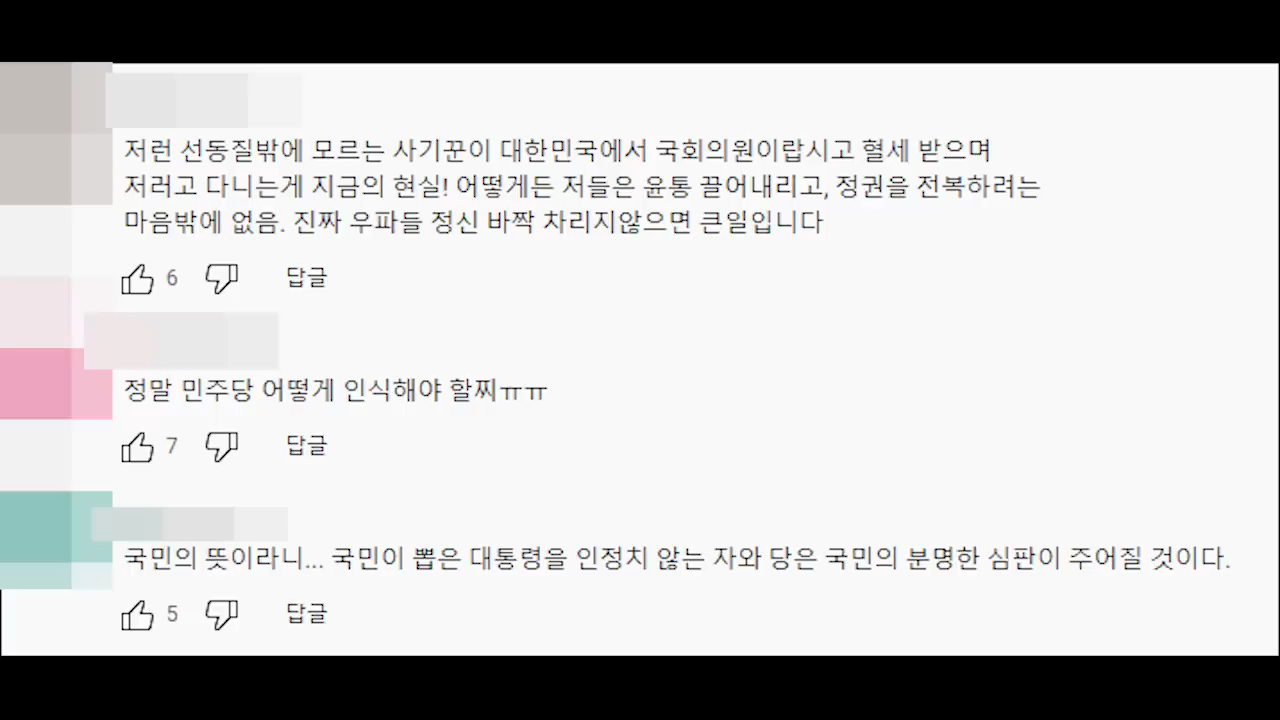 저런 선동질밖에 모르는 사기꾼이 대한민국에서 국회의원이랍시고 혈세 받으며
저러고 다니는게 지금의 현실! 어떻게든 저들은 윤통 끌어내리고, 정권을 전복하려는
마음밖에 없음. 진짜 우파들 정신 바짝 차리지않으면 큰일입니다
6 답글
정말 민주당 어떻게 인식해야 할찌ㅠㅠ
7 답글
국민의 뜻이라니... 국민이 뽑은 대통령을 인정치 않는 자와 당은 국민의 분명한 심판이 주어질 것이다.
5 답글